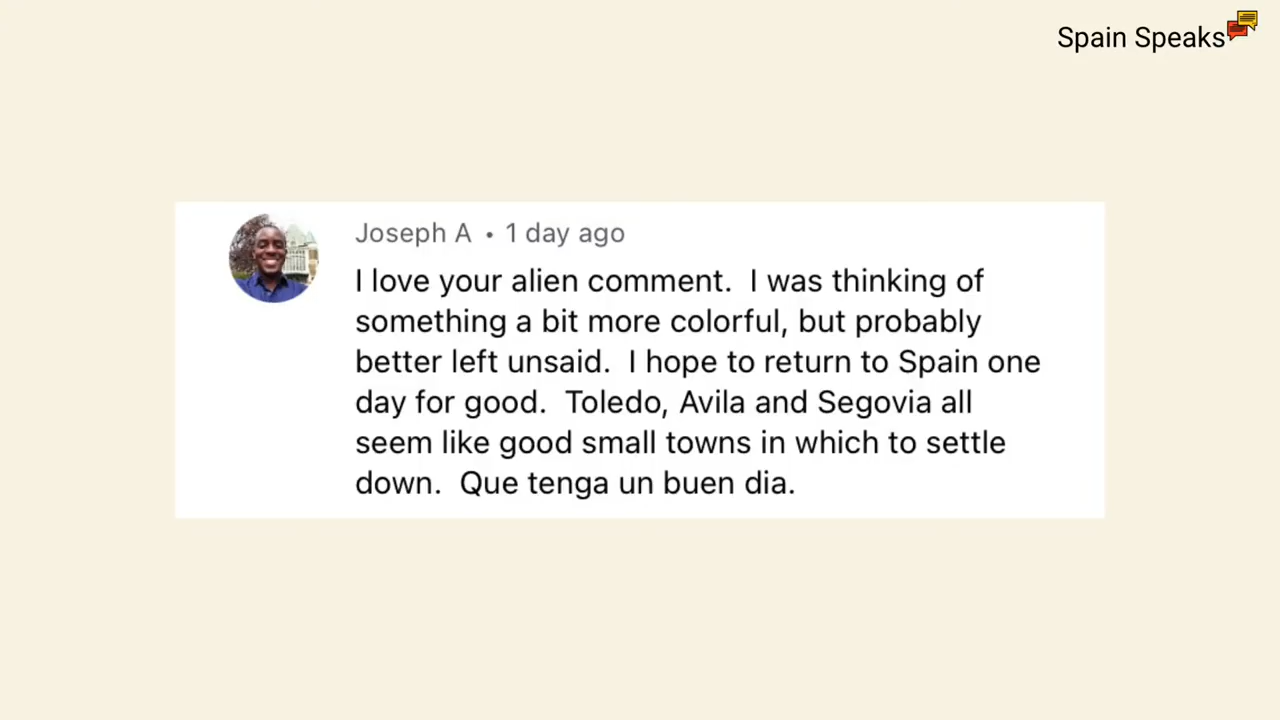 Spain Speaks
Joseph A • 1 day ago
I love your alien comment.  I was thinking of
something a bit more colorful, but probably
better left unsaid.  I hope to return to Spain one
day for good.  Toledo, Avila and Segovia all
seem like good small towns in which to settle
down.  Que tenga un buen dia.